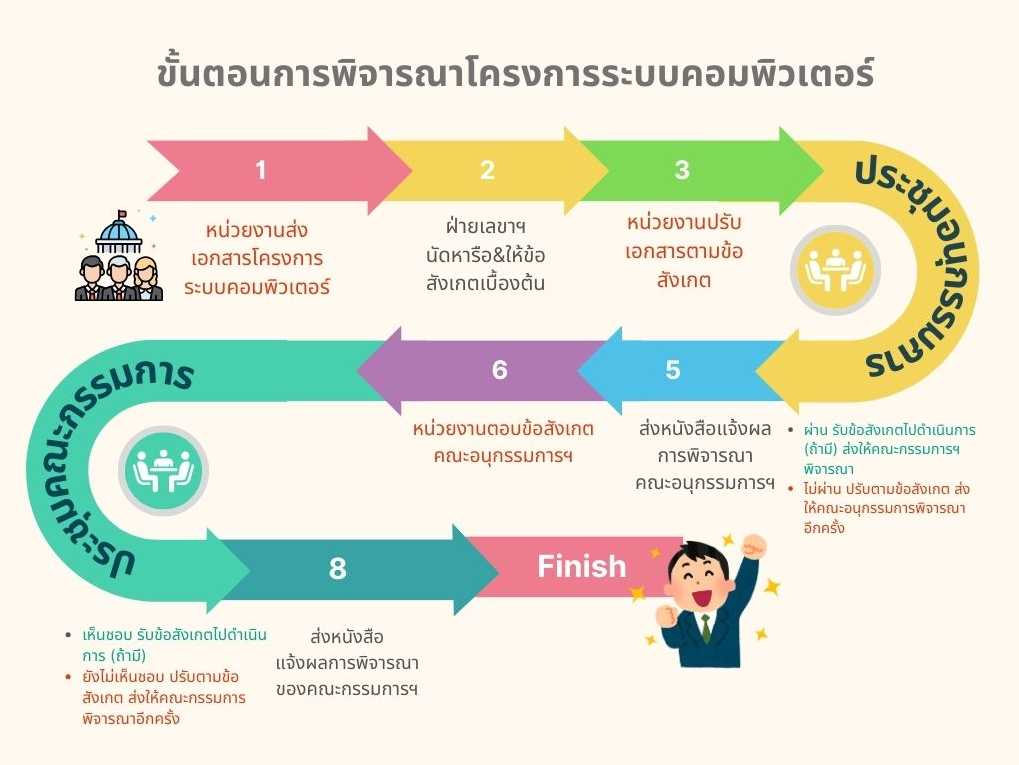 ขั้นตอนการพิจารณาโครงการระบบคอมพิวเตอร์
1
หน่วยงานส่ง
เอกสารโครงการ
ระบบคอมพิวเตอร์
2
ฝ่ายเลขาฯ
นัดหารือ&ให้ข้อ
สังเกตเบื้องต้น
3
หน่วยงานปรับ
เอกสารตามข้อ
สังเกต
ประชุมอนุกรรมการ
• ผ่าน รับข้อสังเกตไปดำเนินการ
(ถ้ามี) ส่งให้คณะกรรมการฯ
พิจารณา
• ไม่ผ่าน ปรับตามข้อสังเกต ส่ง
ให้คณะอนุกรรมการพิจารณา
อีกครั้ง
5
ส่งหนังสือแจ้งผล
การพิจารณา
คณะอนุกรรมการฯ
6
หน่วยงานตอบข้อสังเกต
คณะอนุกรรมการฯ
ประชุมคณะกรรมการ
• เห็นชอบ รับข้อสังเกตไปดำเนิน
การ (ถ้ามี)
• ยังไม่เห็นชอบ ปรับตามข้อ
สังเกต ส่งให้คณะกรรมการ
พิจารณาอีกครั้ง
8
ส่งหนังสือ
แจ้งผลการพิจารณา
ของคณะกรรมการฯ
Finish